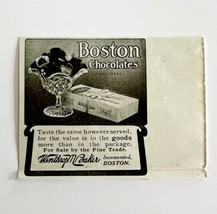 Boston
Chocolates
Taste the same however served,
for the value is in the goods
more than in the package.
For Sale by the Fine Trade.
Winthrop M. Baker Incorporated,
BOSTON.